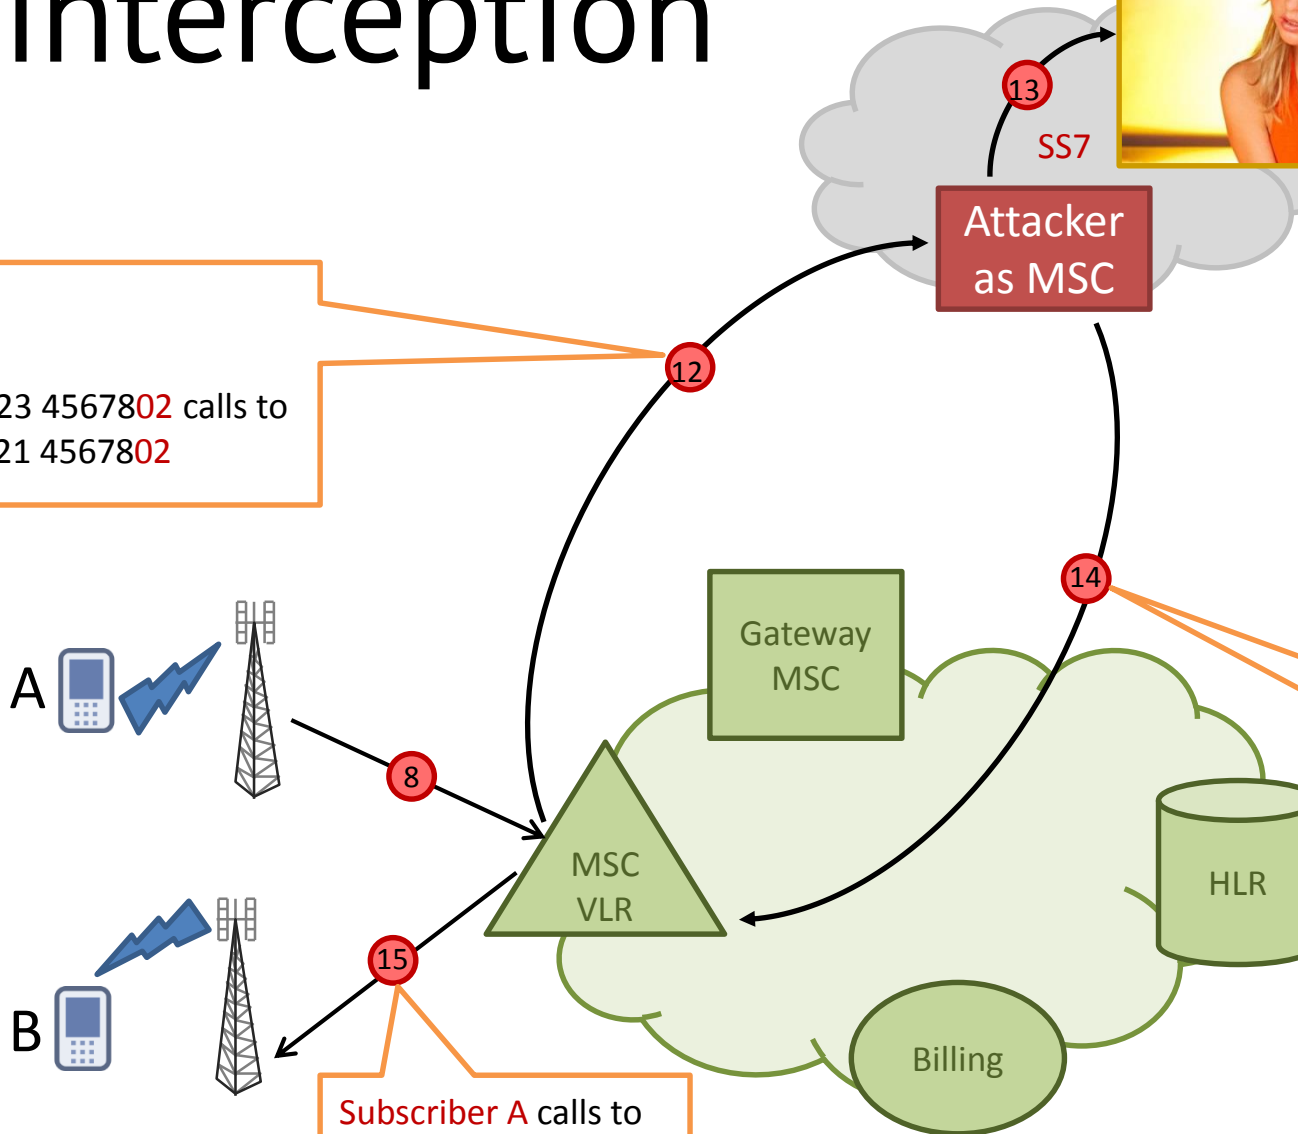 interception
13
SS7
Attacker
as MSC
12
23 4567802 calls to
21 4567802
14
Gateway
MSC
A
8
MSC
VLR
HLR
15
B
Billing
Subscriber A calls to